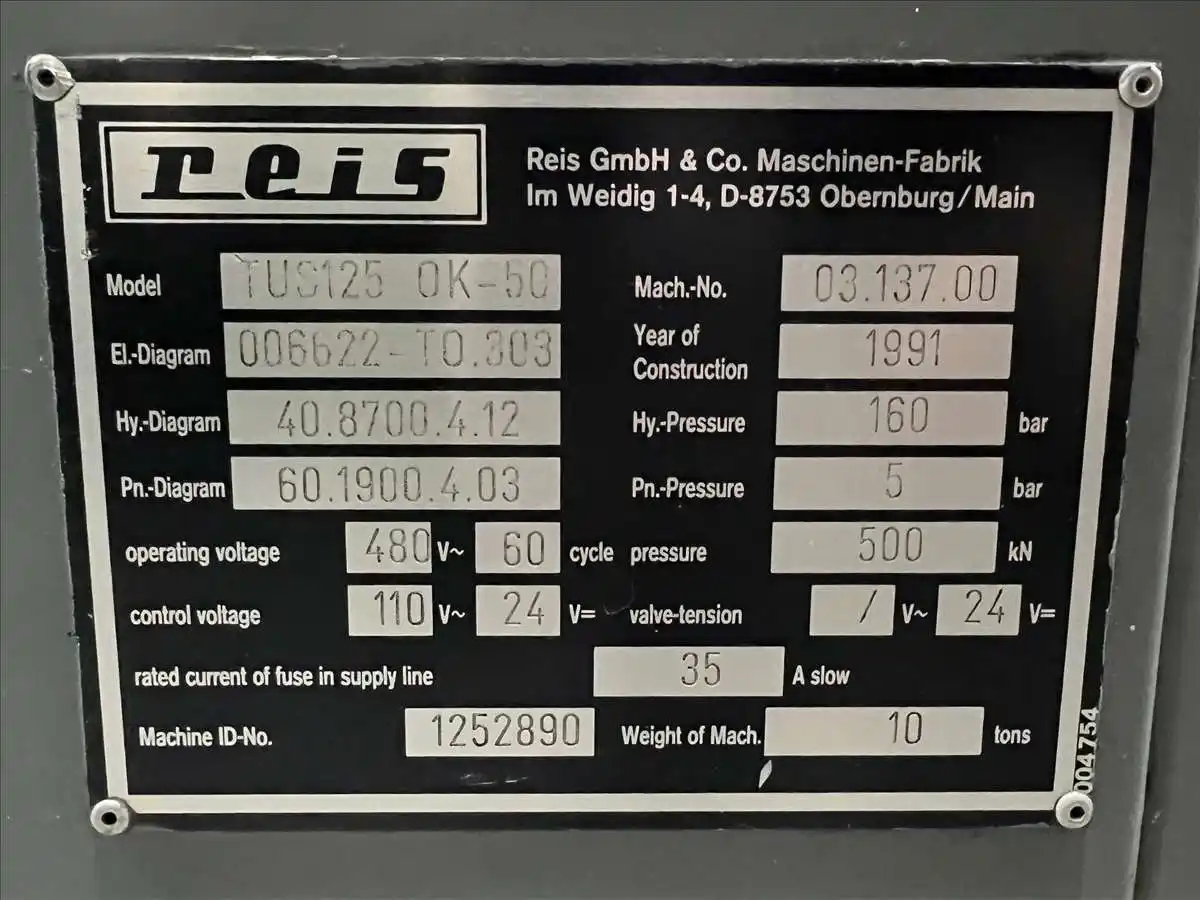 reis
Reis GmbH & Co. Maschinen-Fabrik
Im Weidig 1-4, D-8753 Obernburg/Main
Model TUS125 OK-50 Mach.-No. 03.137.00
El.-Diagram 006622-TO.303 Year of Construction 1991
Hy.-Diagram 40.8700.4.12 Hy.-Pressure 160 bar
Pn.-Diagram 60.1900.4.03 Pn.-Pressure 5 bar
operating voltage 480 V~ 60 cycle pressure 500 kN
control voltage 110 V~ 24 V= valve-tension / V~ 24 V=
rated current of fuse in supply line 35 A slow
Machine ID-No. 1252890 Weight of Mach. 10 tons
004754